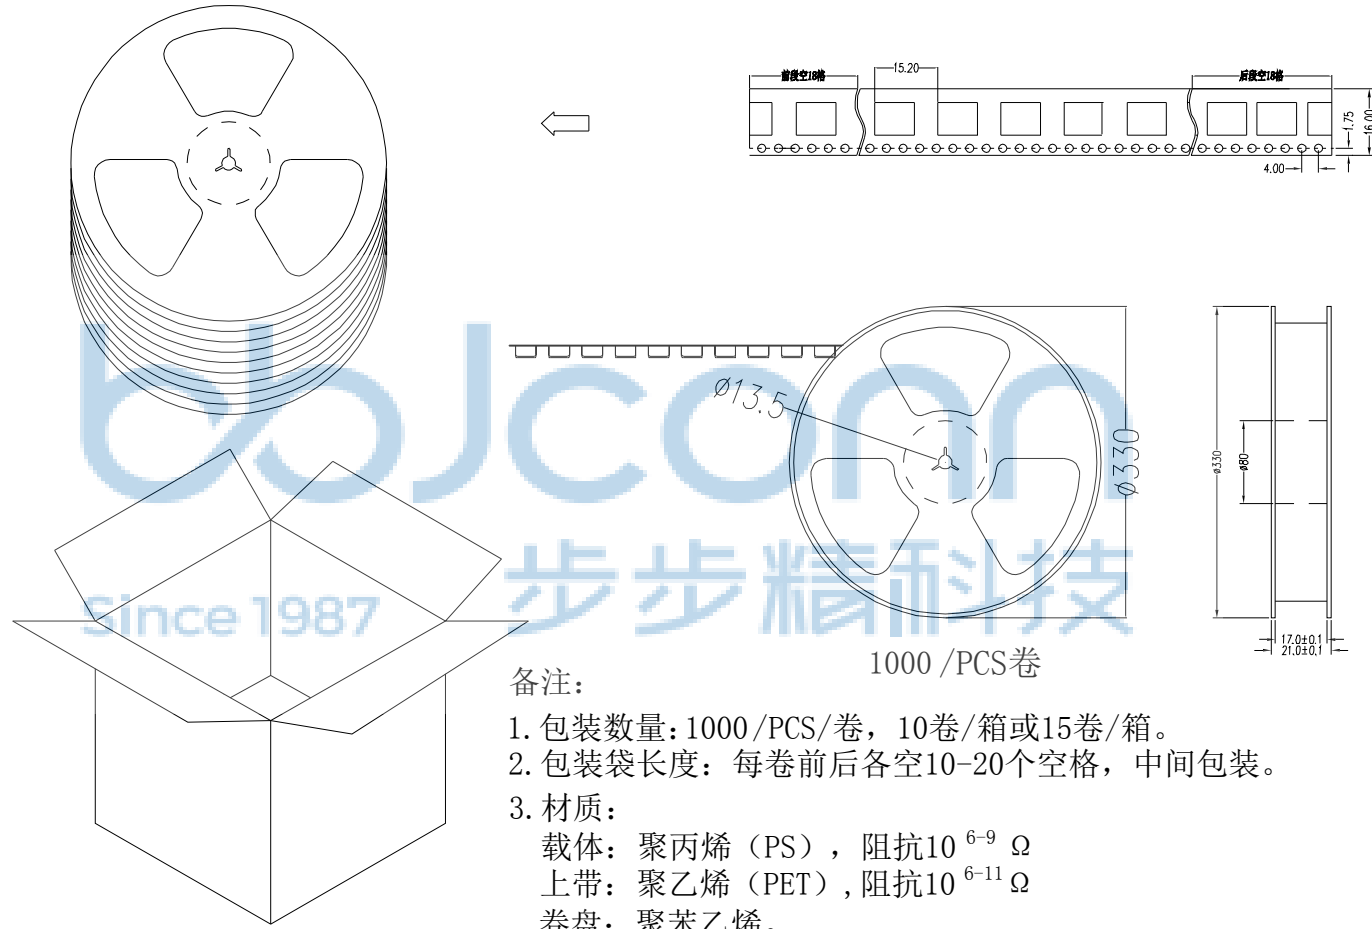 前段空18格
15.20
后段空18格
1.75
16.00
4.00
bbjconn
步步精科技
Since 1987
Ø13.5
Ø330
ø330
ø80
17.0±0.1
21.0±0.1
1000/PCS卷
备注：
1.包装数量:1000/PCS/卷，10卷/箱或15卷/箱。
2.包装袋长度：每卷前后各空10-20个空格，中间包装。
3.材质：
载体：聚丙烯（PS），阻抗10 6-9 Ω
上带：聚乙烯（PET）,阻抗10 6-11 Ω
卷盘：聚苯乙烯。